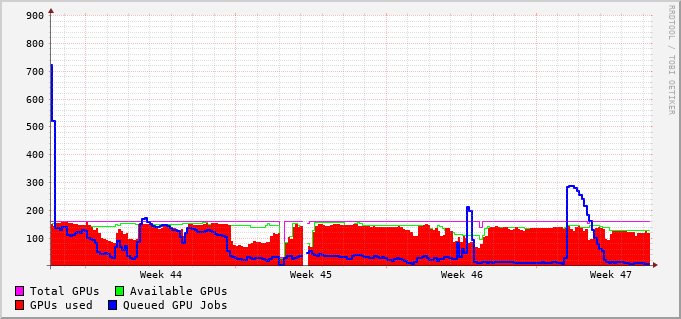 900
800
700
600
500
400
300
200
100
Week 44 Week 45 Week 46 Week 47
Total GPUs Available GPUs
GPUs used Queued GPU Jobs
RRDTOOL / TOBI OETIKER